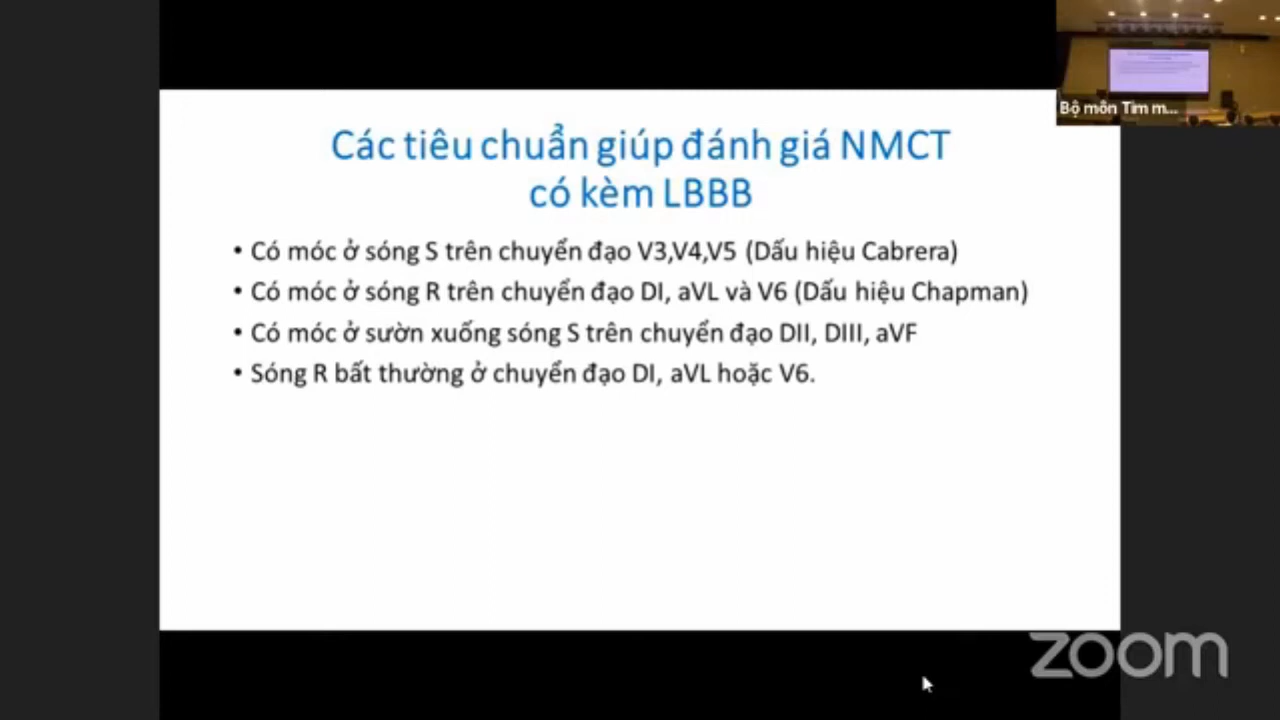 Bộ môn Tim m...
Các tiêu chuẩn giúp đánh giá NMCT
có kèm LBBB
• Có móc ở sóng S trên chuyển đạo V3,V4,V5 (Dấu hiệu Cabrera)
• Có móc ở sóng R trên chuyển đạo DI, aVL và V6 (Dấu hiệu Chapman)
• Có móc ở sườn xuống sóng S trên chuyển đạo DII, DIII, aVF
• Sóng R bất thường ở chuyển đạo DI, aVL hoặc V6.
zoom